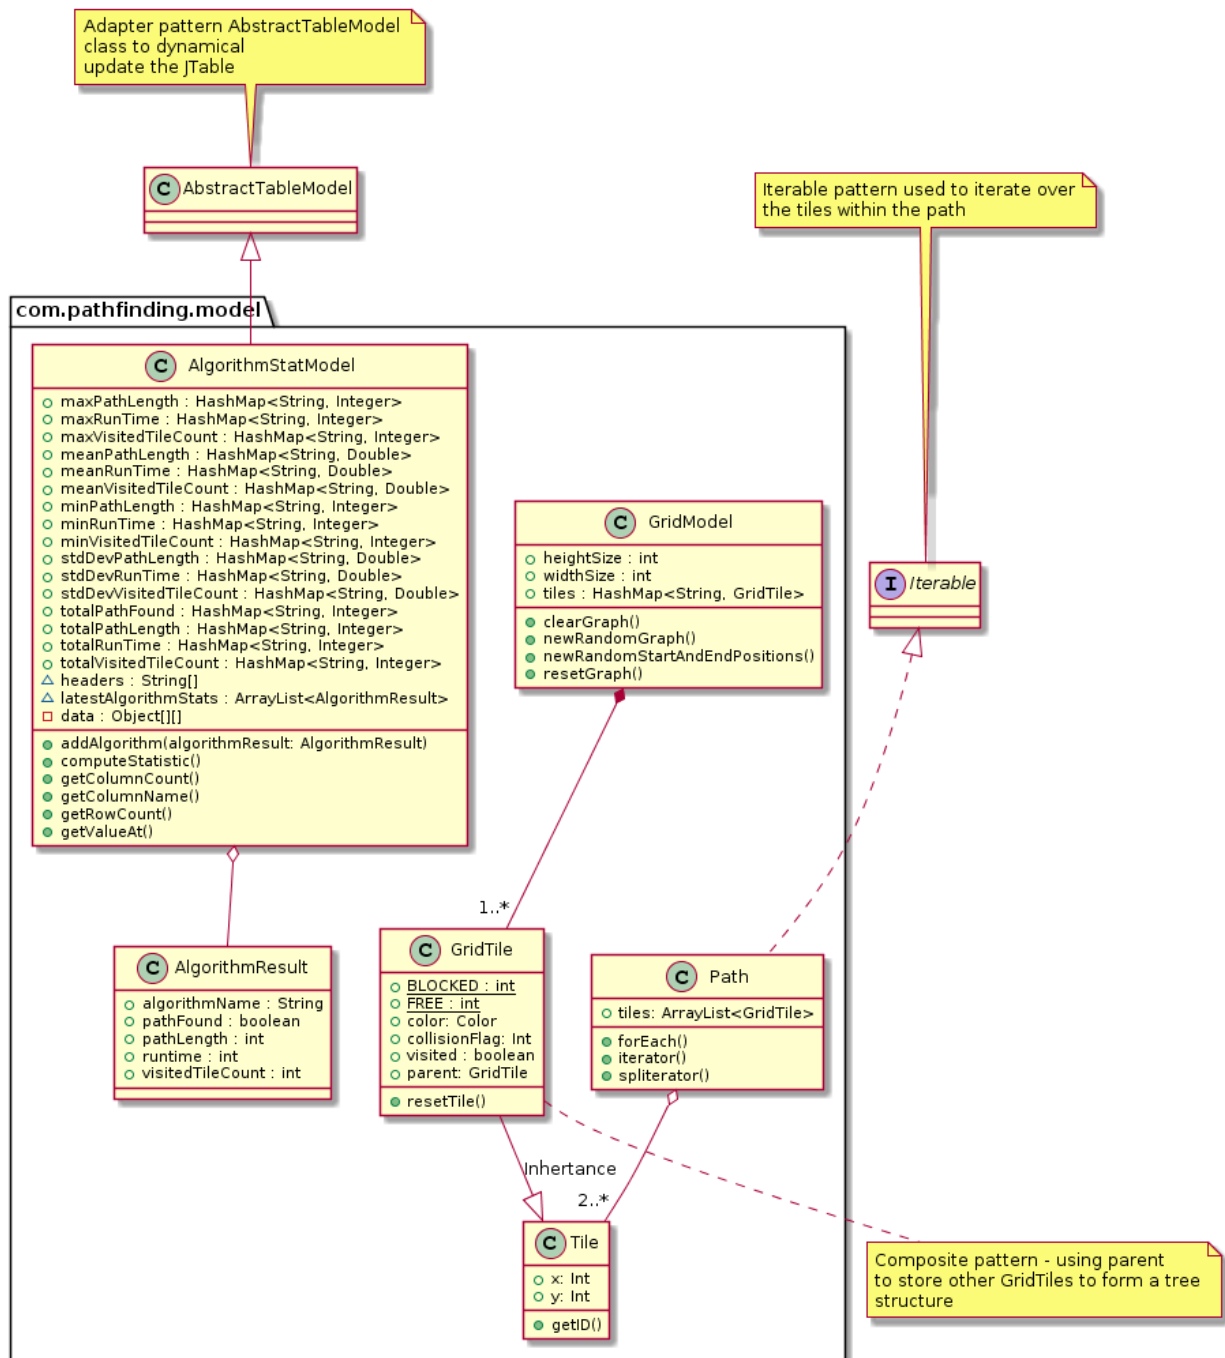 Adapter pattern AbstractTableModel
class to dynamical
update the JTable
C AbstractTableModel
Iterable pattern used to iterate over
the tiles within the path
com.pathfinding.model
C AlgorithmStatModel
maxPathLength : HashMap<String, Integer>
maxRunTime : HashMap<String, Integer>
maxVisitedTileCount : HashMap<String, Integer>
meanPathLength : HashMap<String, Double>
meanRunTime : HashMap<String, Double>
meanVisitedTileCount : HashMap<String, Double>
minPathLength : HashMap<String, Integer>
minRunTime : HashMap<String, Integer>
minVisitedTileCount : HashMap<String, Integer>
stdDevPathLength : HashMap<String, Double>
stdDevRunTime : HashMap<String, Double>
stdDevVisitedTileCount : HashMap<String, Double>
totalPathFound : HashMap<String, Integer>
totalPathLength : HashMap<String, Integer>
totalRunTime : HashMap<String, Integer>
totalVisitedTileCount : HashMap<String, Integer>
headers : String[]
latestAlgorithmStats : ArrayList<AlgorithmResult>
data : Object[][]
addAlgorithm(algorithmResult: AlgorithmResult)
computeStatistic()
getColumnCount()
getColumnName()
getRowCount()
getValueAt()
C GridModel
heightSize : int
widthSize : int
tiles : HashMap<String, GridTile>
clearGraph()
newRandomGraph()
newRandomStartAndEndPositions()
resetGraph()
I Iterable
1..*
C AlgorithmResult
algorithmName : String
pathFound : boolean
pathLength : int
runtime : int
visitedTileCount : int
C GridTile
BLOCKED : int
FREE : int
color: Color
collisionFlag: Int
visited : boolean
parent: GridTile
resetTile()
C Path
tiles: ArrayList<GridTile>
forEach()
iterator()
spliterator()
Inhertance
2..*
C Tile
x: Int
y: Int
getID()
Composite pattern - using parent
to store other GridTiles to form a tree
structure